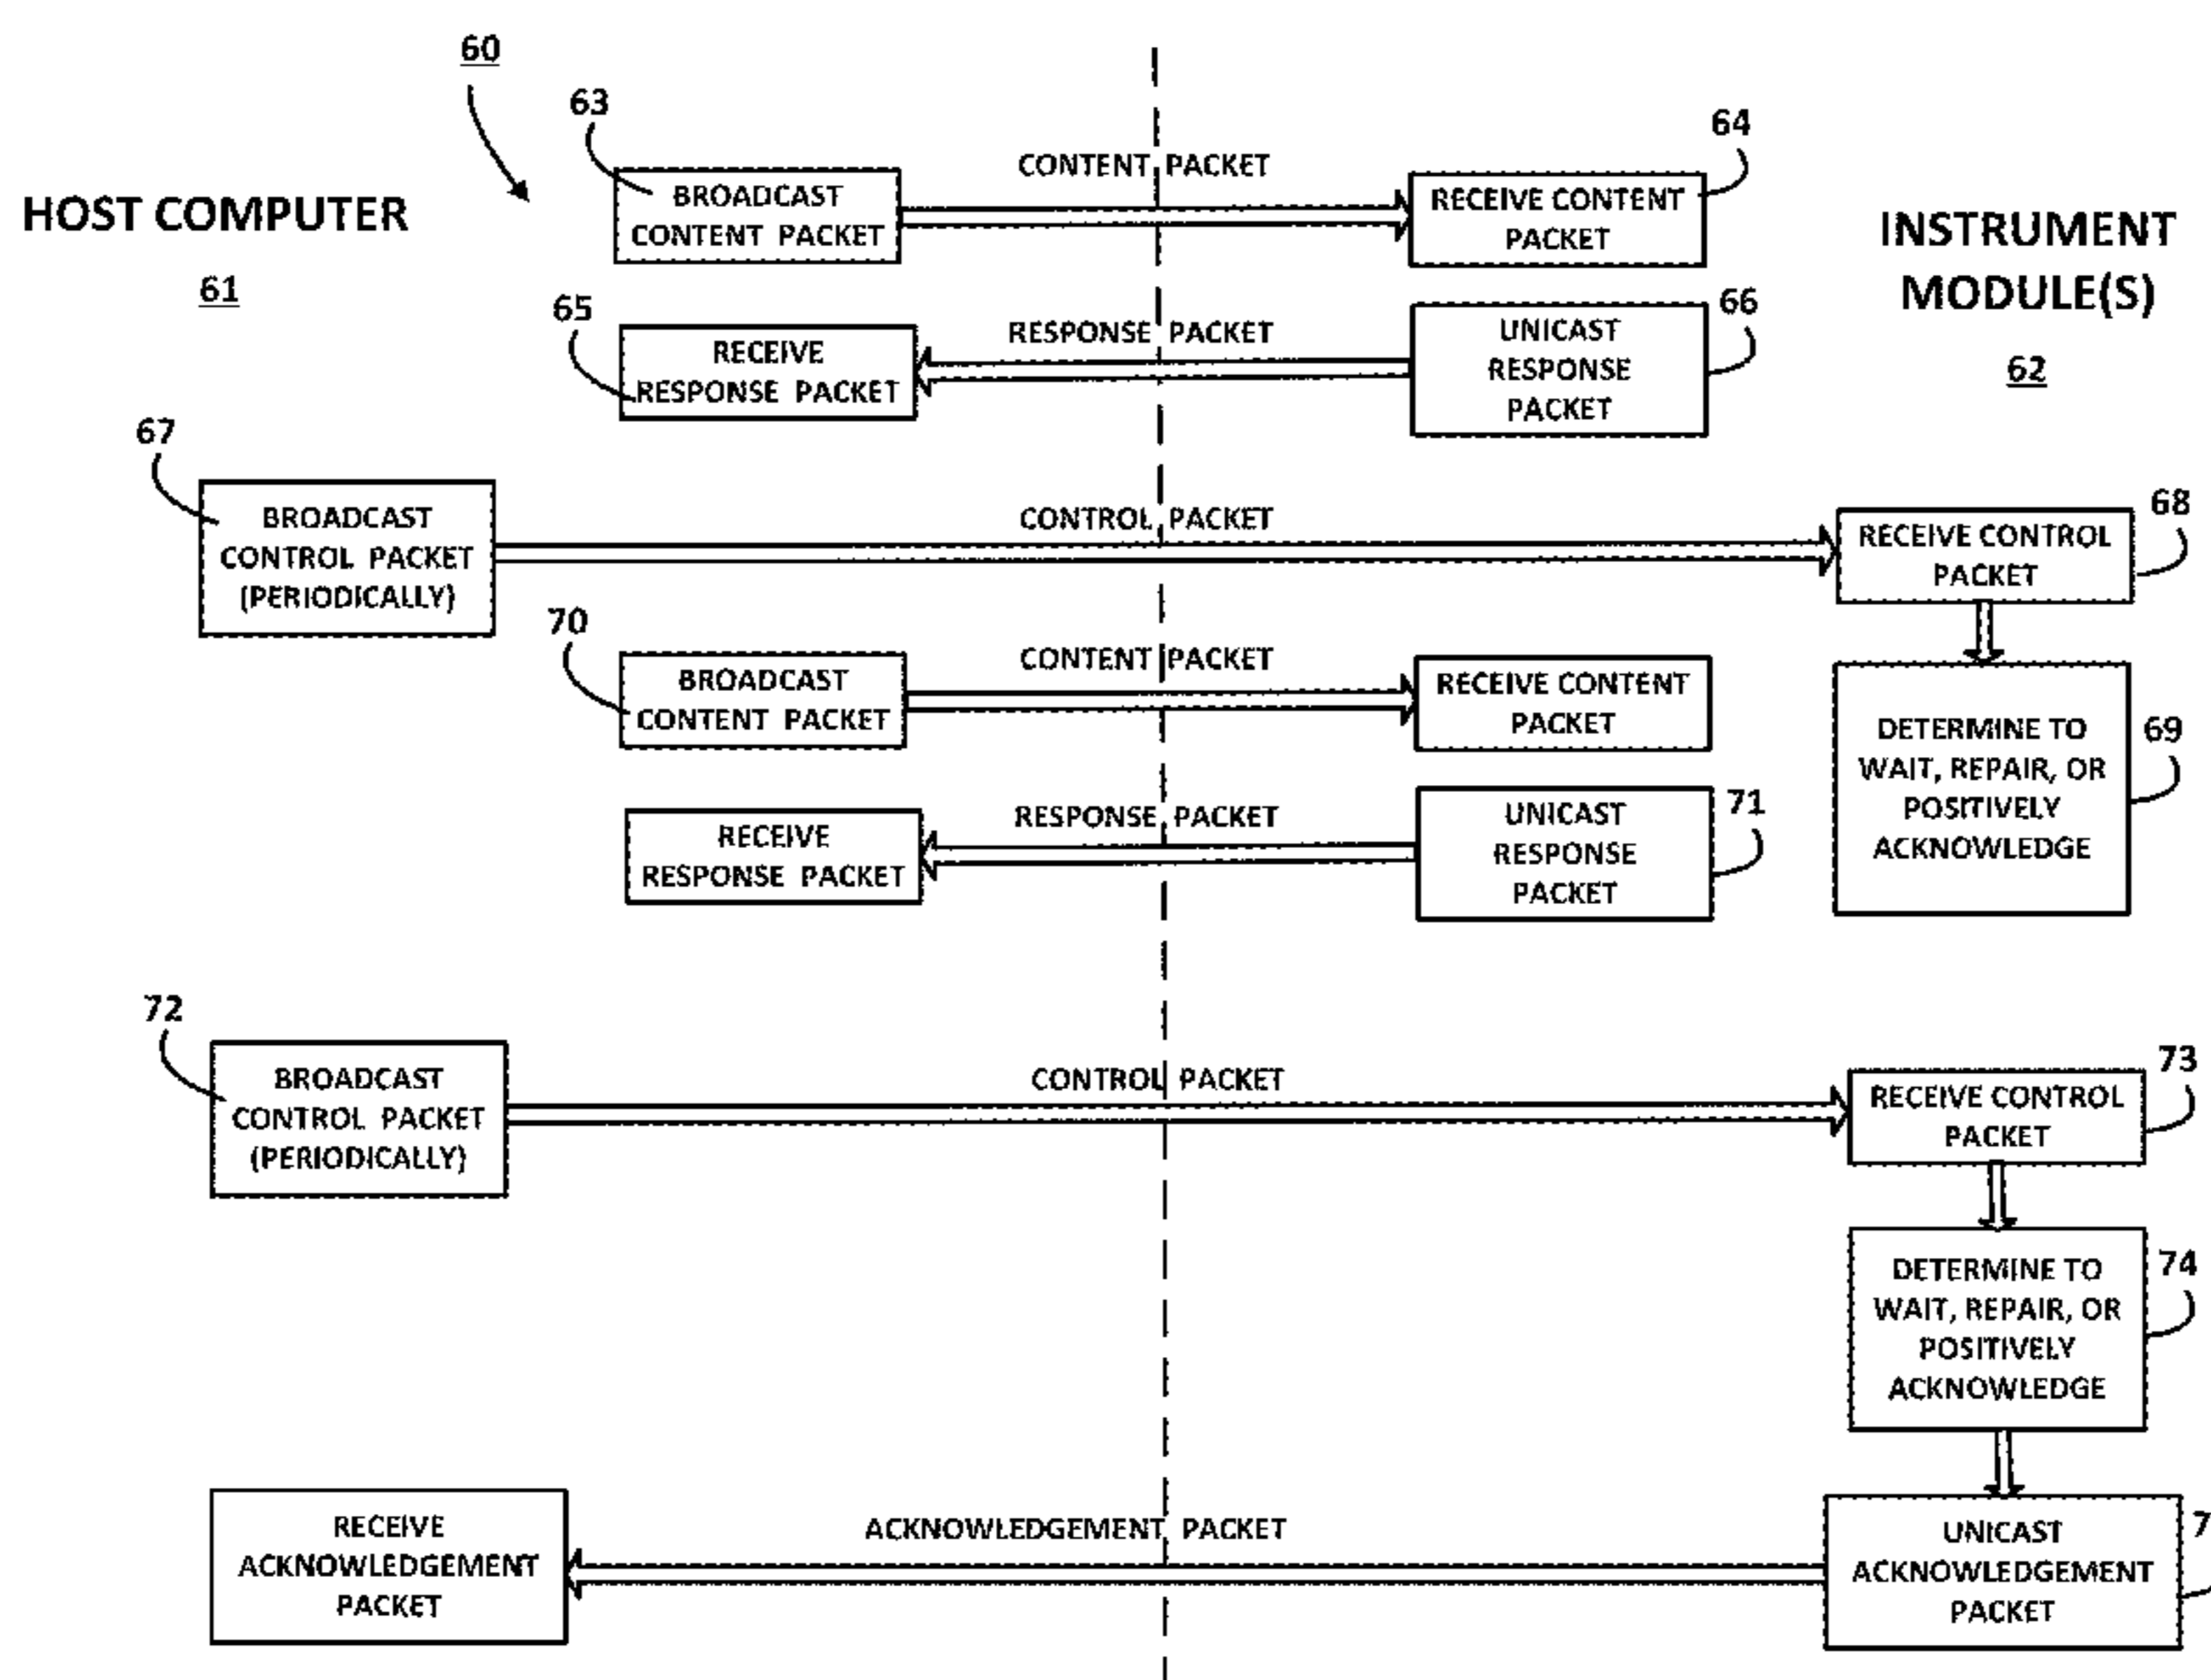 60
63
64
CONTENT PACKET
HOST COMPUTER
61
BROADCAST
CONTENT PACKET
RECEIVE CONTENT
PACKET
INSTRUMENT
MODULE(S)
62
65
66
RESPONSE PACKET
RECEIVE
RESPONSE PACKET
UNICAST
RESPONSE
PACKET
67
68
BROADCAST
CONTROL PACKET
(PERIODICALLY)
CONTROL PACKET
RECEIVE CONTROL
PACKET
70
CONTENT PACKET
BROADCAST
CONTENT PACKET
RECEIVE CONTENT
PACKET
69
DETERMINE TO
WAIT, REPAIR, OR
POSITIVELY
ACKNOWLEDGE
71
RESPONSE PACKET
RECEIVE
RESPONSE PACKET
UNICAST
RESPONSE
PACKET
72
73
BROADCAST
CONTROL PACKET
(PERIODICALLY)
CONTROL PACKET
RECEIVE CONTROL
PACKET
74
DETERMINE TO
WAIT, REPAIR, OR
POSITIVELY
ACKNOWLEDGE
RECEIVE
ACKNOWLEDGEMENT
PACKET
ACKNOWLEDGEMENT PACKET
UNICAST
ACKNOWLEDGEMENT
PACKET